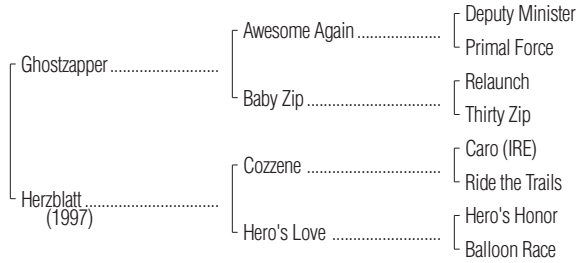 Deputy Minister
Awesome Again ....................
Primal Force
Ghostzapper ..........................
Relaunch
Baby Zip ................................
Thirty Zip
Caro (IRE)
Cozzene ................................
Ride the Trails
Herzblatt ................................
(1997)
Hero's Honor
Hero's Love ..........................
Balloon Race